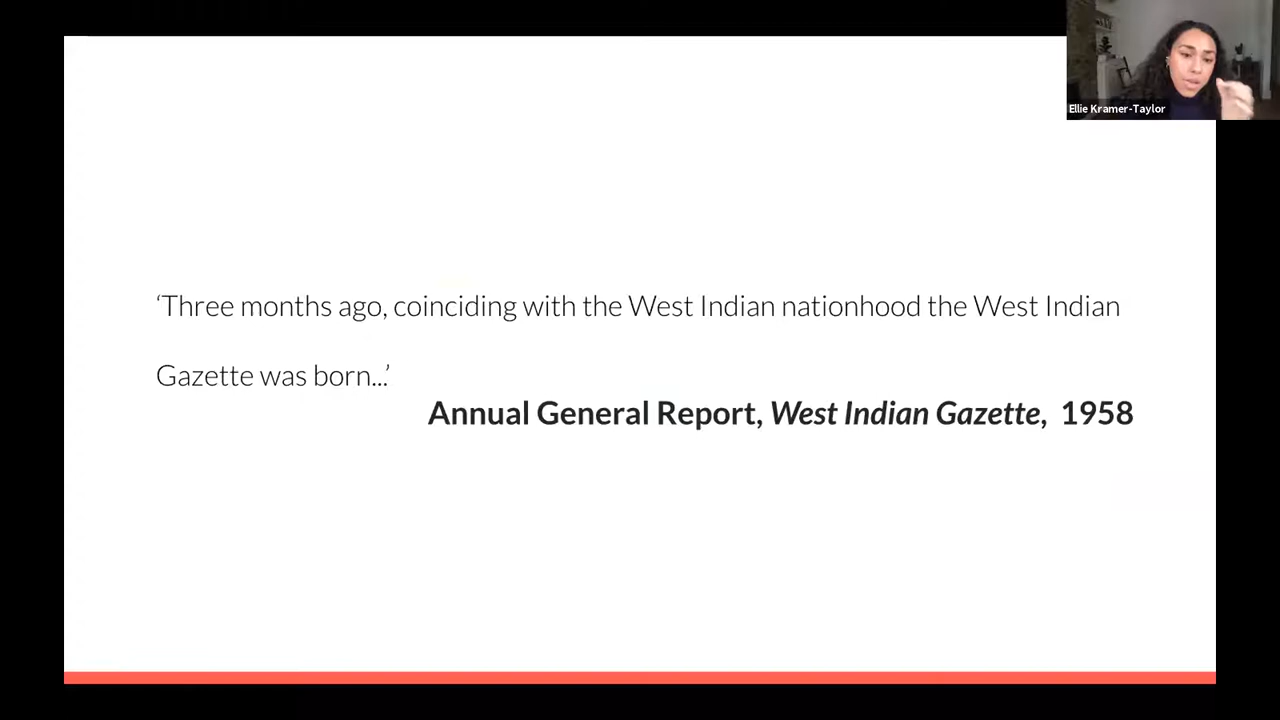 Ellie Kramer-Taylor
‘Three months ago, coinciding with the West Indian nationhood the West Indian
Gazette was born...’
Annual General Report, West Indian Gazette, 1958